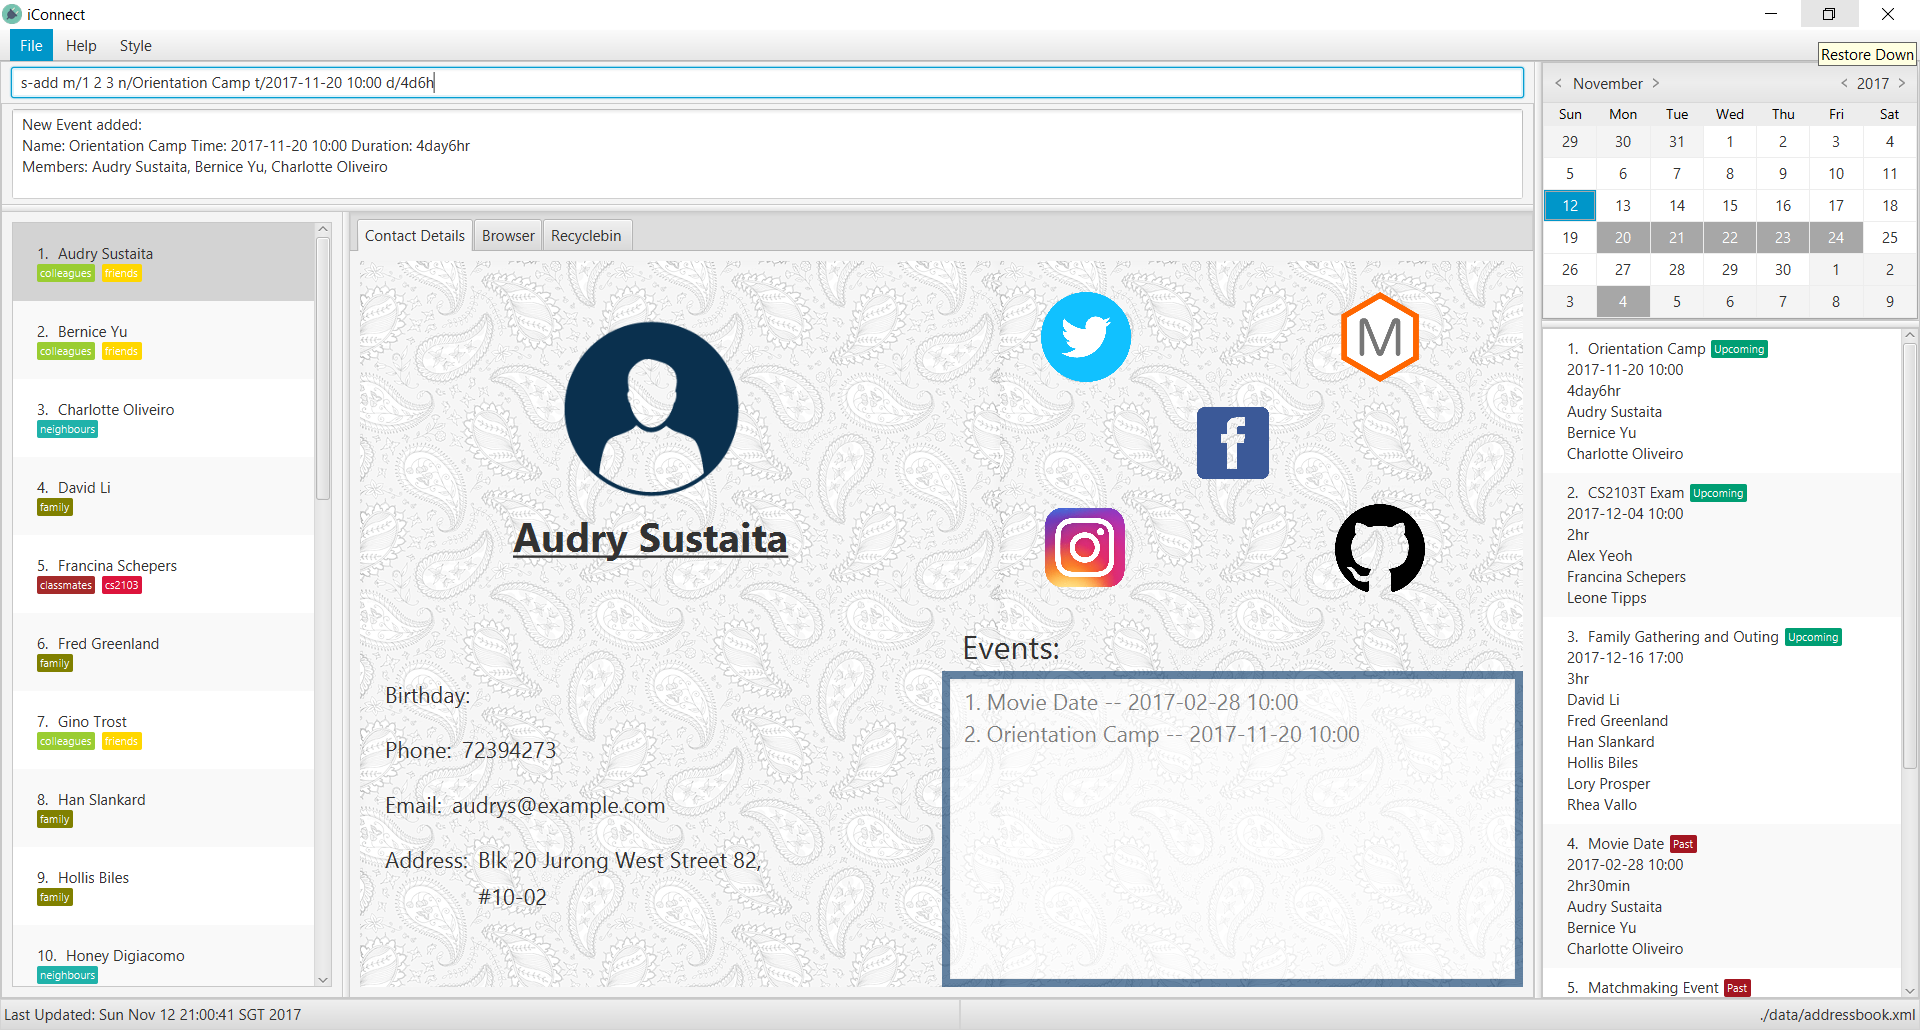 iConnect
File Help Style
Restore Down
s-add m/1 2 3 n/Orientation Camp t/2017-11-20 10:00 d/4d6h
New Event added:
Name: Orientation Camp Time: 2017-11-20 10:00 Duration: 4day6hr
Members: Audry Sustaita, Bernice Yu, Charlotte Oliveiro
1. Audry Sustaita
colleagues friends
2. Bernice Yu
colleagues friends
3. Charlotte Oliveiro
neighbours
4. David Li
family
5. Francina Schepers
classmates cs2103
6. Fred Greenland
family
7. Gino Trost
colleagues friends
8. Han Slankard
family
9. Hollis Biles
family
10. Honey Digiacomo
neighbours
Contact Details Browser Recyclebin
M
f
Audry Sustaita
Birthday:
Phone: 72394273
Email: audrys@example.com
Address: Blk 20 Jurong West Street 82,
#10-02
Events:
1. Movie Date -- 2017-02-28 10:00
2. Orientation Camp -- 2017-11-20 10:00
< November > < 2017 >
Sun Mon Tue Wed Thu Fri Sat
29 30 31 1 2 3 4
5 6 7 8 9 10 11
12 13 14 15 16 17 18
19 20 21 22 23 24 25
26 27 28 29 30 1 2
3 4 5 6 7 8 9
1. Orientation Camp Upcoming
2017-11-20 10:00
4day6hr
Audry Sustaita
Bernice Yu
Charlotte Oliveiro
2. CS2103T Exam Upcoming
2017-12-04 10:00
2hr
Alex Yeoh
Francina Schepers
Leone Tipps
3. Family Gathering and Outing Upcoming
2017-12-16 17:00
3hr
David Li
Fred Greenland
Han Slankard
Hollis Biles
Lory Prosper
Rhea Vallo
4. Movie Date Past
2017-02-28 10:00
2hr30min
Audry Sustaita
Bernice Yu
Charlotte Oliveiro
5. Matchmaking Event Past
Last Updated: Sun Nov 12 21:00:41 SGT 2017
./data/addressbook.xml